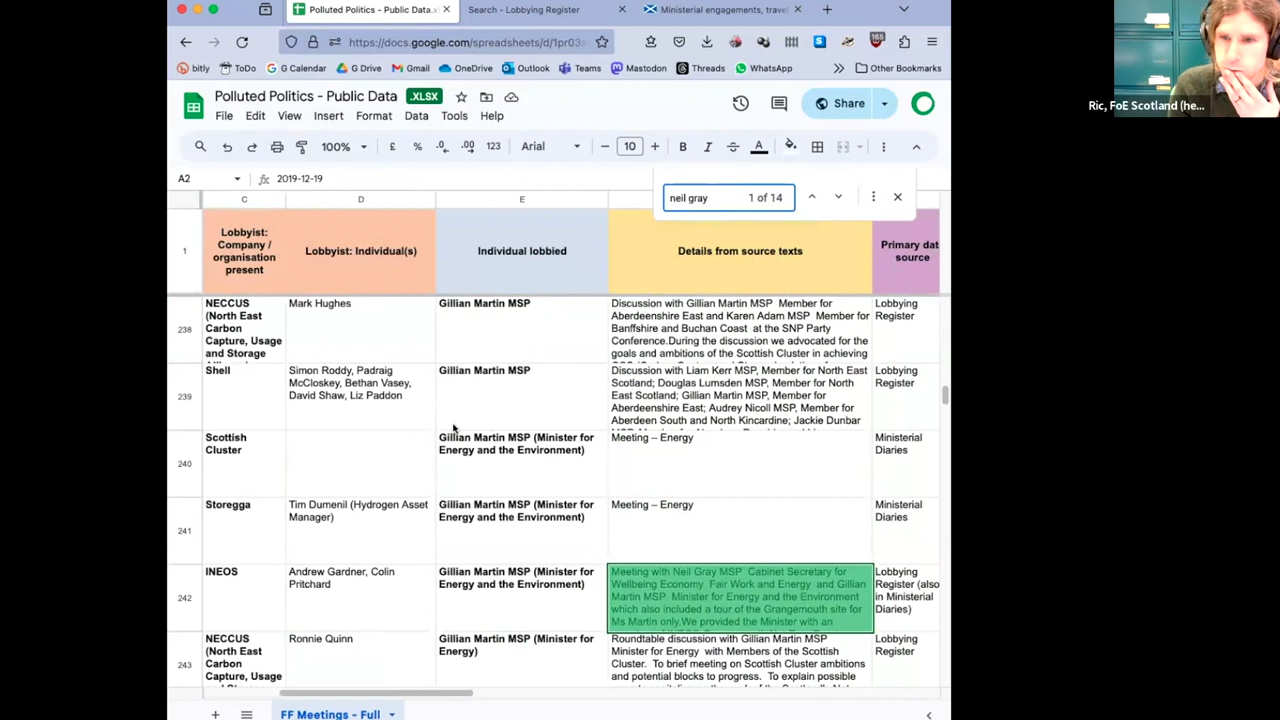 Polluted Politics - Public Data.x
Search - Lobbying Register
Ministerial engagements, travel
https://docs.google.com/spreadsheets/d/1pr03s
165
bitly
ToDo
G Calendar
G Drive
Gmail
OneDrive
Outlook
Teams
Mastodon
Threads
WhatsApp
Other Bookmarks
Polluted Politics - Public Data
.XLSX
File Edit View Insert Format Data Tools Help
Share
100%
£
%
.0
.00
123
Arial
10
B
I
A
A2
fx 2019-12-19
neil gray 1 of 14
C
D
E
1
Lobbyist:
Company /
organisation
present
Lobbyist: Individual(s)
Individual lobbied
Details from source texts
Primary dat
source
238
NECCUS
(North East
Carbon
Capture, Usage
and Storage
Mark Hughes
Gillian Martin MSP
Discussion with Gillian Martin MSP Member for
Aberdeenshire East and Karen Adam MSP Member for
Banffshire and Buchan Coast at the SNP Party
Conference.During the discussion we advocated for the
goals and ambitions of the Scottish Cluster in achieving
Lobbying
Register
239
Shell
Simon Roddy, Padraig
McCloskey, Bethan Vasey,
David Shaw, Liz Paddon
Gillian Martin MSP
Discussion with Liam Kerr MSP, Member for North East
Scotland; Douglas Lumsden MSP, Member for North
East Scotland; Gillian Martin MSP, Member for
Aberdeenshire East; Audrey Nicoll MSP, Member for
Aberdeen South and North Kincardine; Jackie Dunbar
Lobbying
Register
240
Scottish
Cluster
Gillian Martin MSP (Minister for
Energy and the Environment)
Meeting – Energy
Ministerial
Diaries
241
Storegga
Tim Dumenil (Hydrogen Asset
Manager)
Gillian Martin MSP (Minister for
Energy and the Environment)
Meeting – Energy
Ministerial
Diaries
242
INEOS
Andrew Gardner, Colin
Pritchard
Gillian Martin MSP (Minister for
Energy and the Environment)
Meeting with Neil Gray MSP Cabinet Secretary for
Wellbeing Economy Fair Work and Energy and Gillian
Martin MSP Minister for Energy and the Environment
which also included a tour of the Grangemouth site for
Ms Martin only.We provided the Minister with an
Lobbying
Register (also
in Ministerial
Diaries)
243
NECCUS
(North East
Carbon
Capture, Usage
Ronnie Quinn
Gillian Martin MSP (Minister for
Energy)
Roundtable discussion with Gillian Martin MSP
Minister for Energy with Members of the Scottish
Cluster. To brief meeting on Scottish Cluster ambitions
and potential blocks to progress. To explain possible
Lobbying
Register
FF Meetings - Full
Ric, FoE Scotland (he...